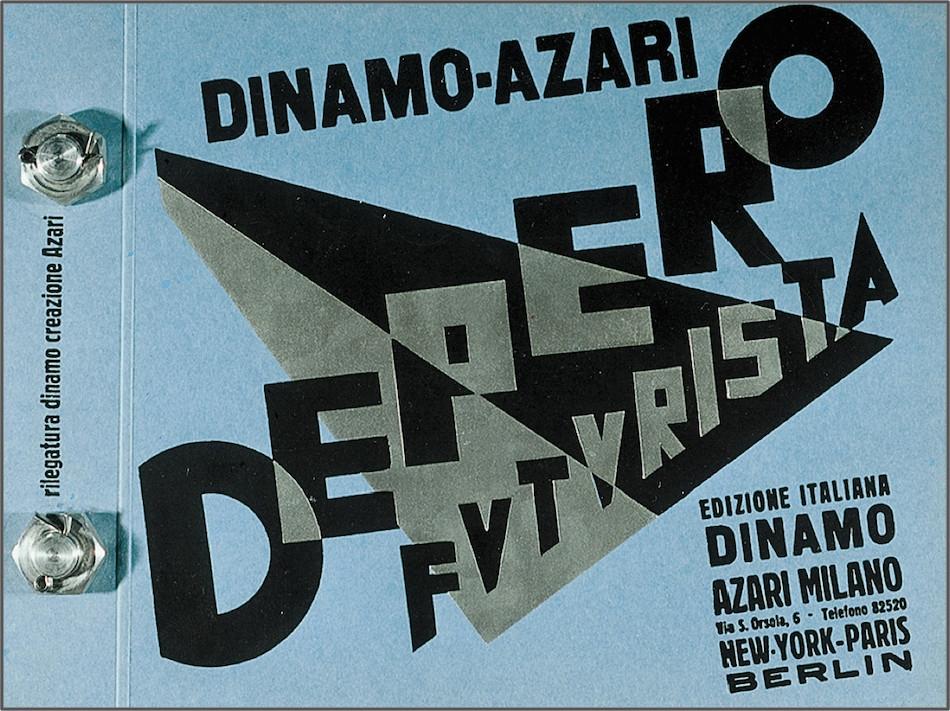 DINAMO-AZARI
DEPERO
FVTVRISTA
rilegatura dinamo creazione Azari
EDIZIONE ITALIANA
DINAMO
AZARI MILANO
Via S. Orsola, 6 - Telefono 82520
NEW-YORK-PARIS
BERLIN